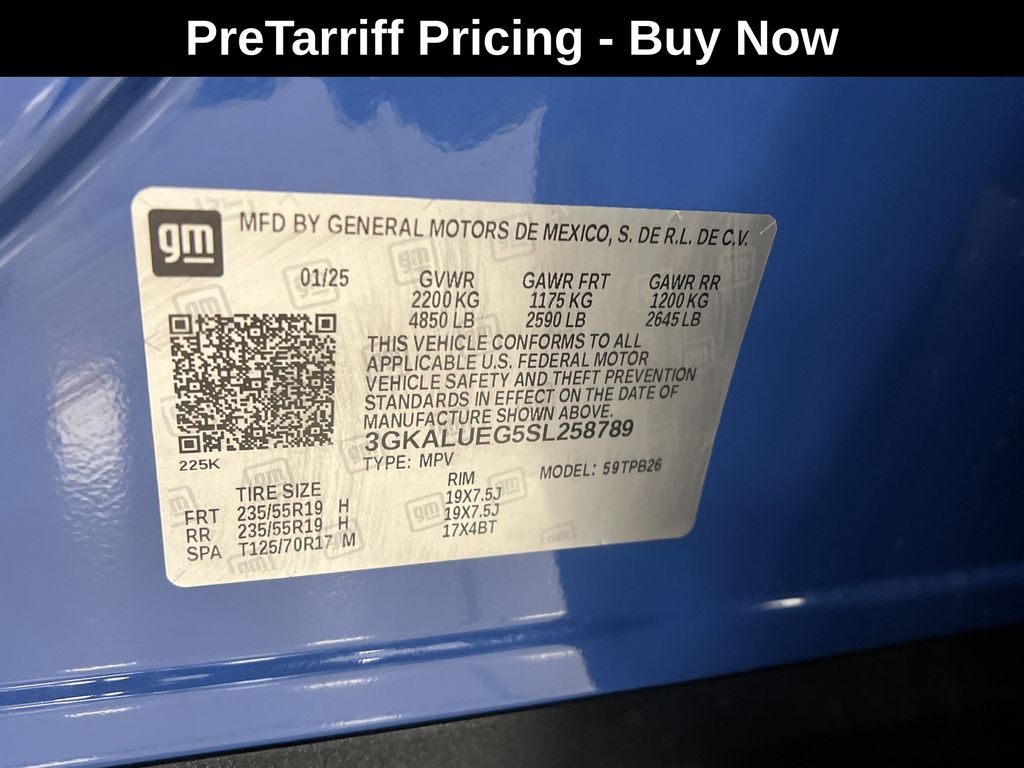 PreTarriff Pricing - Buy Now
gm
MFD BY GENERAL MOTORS DE MEXICO, S. DE R.L. DE C.V.
01/25 GVWR GAWR FRT GAWR RR
2200 KG 1175 KG 1200 KG
4850 LB 2590 LB 2645 LB
THIS VEHICLE CONFORMS TO ALL
APPLICABLE U.S. FEDERAL MOTOR
VEHICLE SAFETY AND THEFT PREVENTION
STANDARDS IN EFFECT ON THE DATE OF
MANUFACTURE SHOWN ABOVE.
3GKALUEG5SL258789
225K
TYPE: MPV MODEL: 59TPB26
TIRE SIZE RIM
FRT 235/55R19 H 19X7.5J
RR 235/55R19 H 19X7.5J
SPA T125/70R17 M 17X4BT